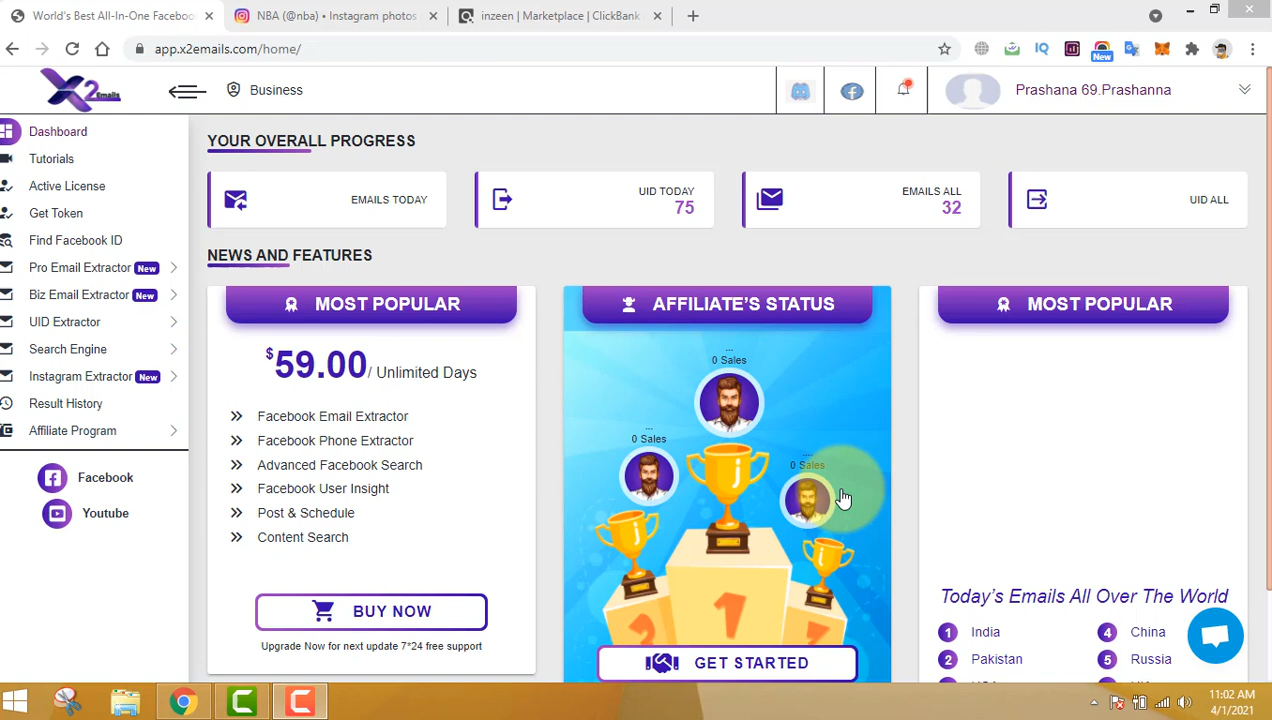 World's Best All-In-One Faceboo
NBA (@nba) • Instagram photos
inzeen | Marketplace | ClickBank
app.x2emails.com/home/
IQ
New
X2 Emails
Business
Prashana 69.Prashanna
Dashboard
Tutorials
Active License
Get Token
Find Facebook ID
Pro Email Extractor New
Biz Email Extractor New
UID Extractor
Search Engine
Instagram Extractor New
Result History
Affiliate Program
Facebook
Youtube
YOUR OVERALL PROGRESS
EMAILS TODAY
UID TODAY
75
EMAILS ALL
32
UID ALL
NEWS AND FEATURES
MOST POPULAR
$59.00/ Unlimited Days
Facebook Email Extractor
Facebook Phone Extractor
Advanced Facebook Search
Facebook User Insight
Post & Schedule
Content Search
BUY NOW
Upgrade Now for next update 7*24 free support
AFFILIATE'S STATUS
...
0 Sales
...
0 Sales
....
0 Sales
1
GET STARTED
MOST POPULAR
Today's Emails All Over The World
1 India
4 China
2 Pakistan
5 Russia
11:02 AM
4/1/2021